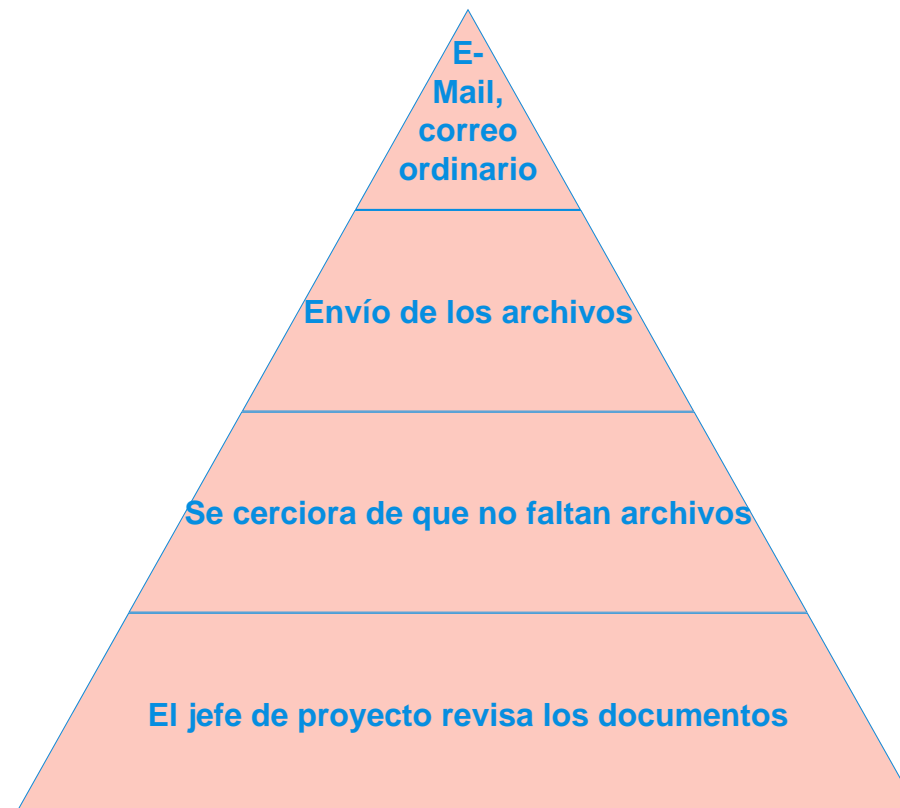 E-
Mail,
correo
ordinario
Envío de los archivos
Se cerciora de que no faltan archivos
El jefe de proyecto revisa los documentos